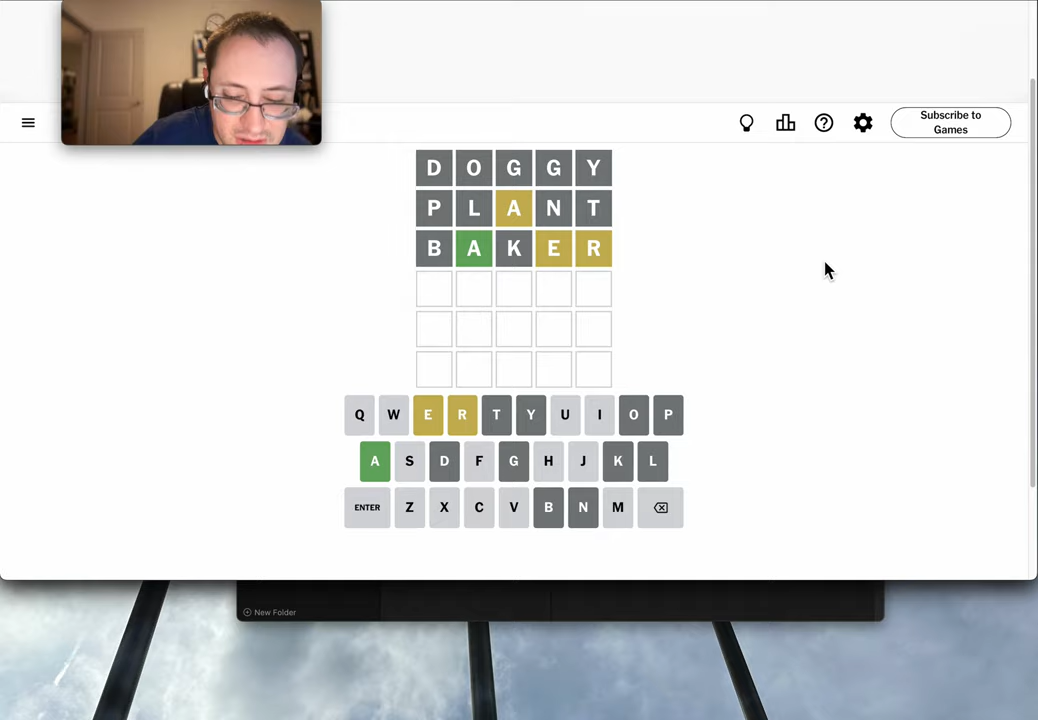 Subscribe to
Games
D O G G Y
P L A N T
B A K E R
Q W E R T Y U I O P
A S D F G H J K L
ENTER Z X C V B N M
New Folder